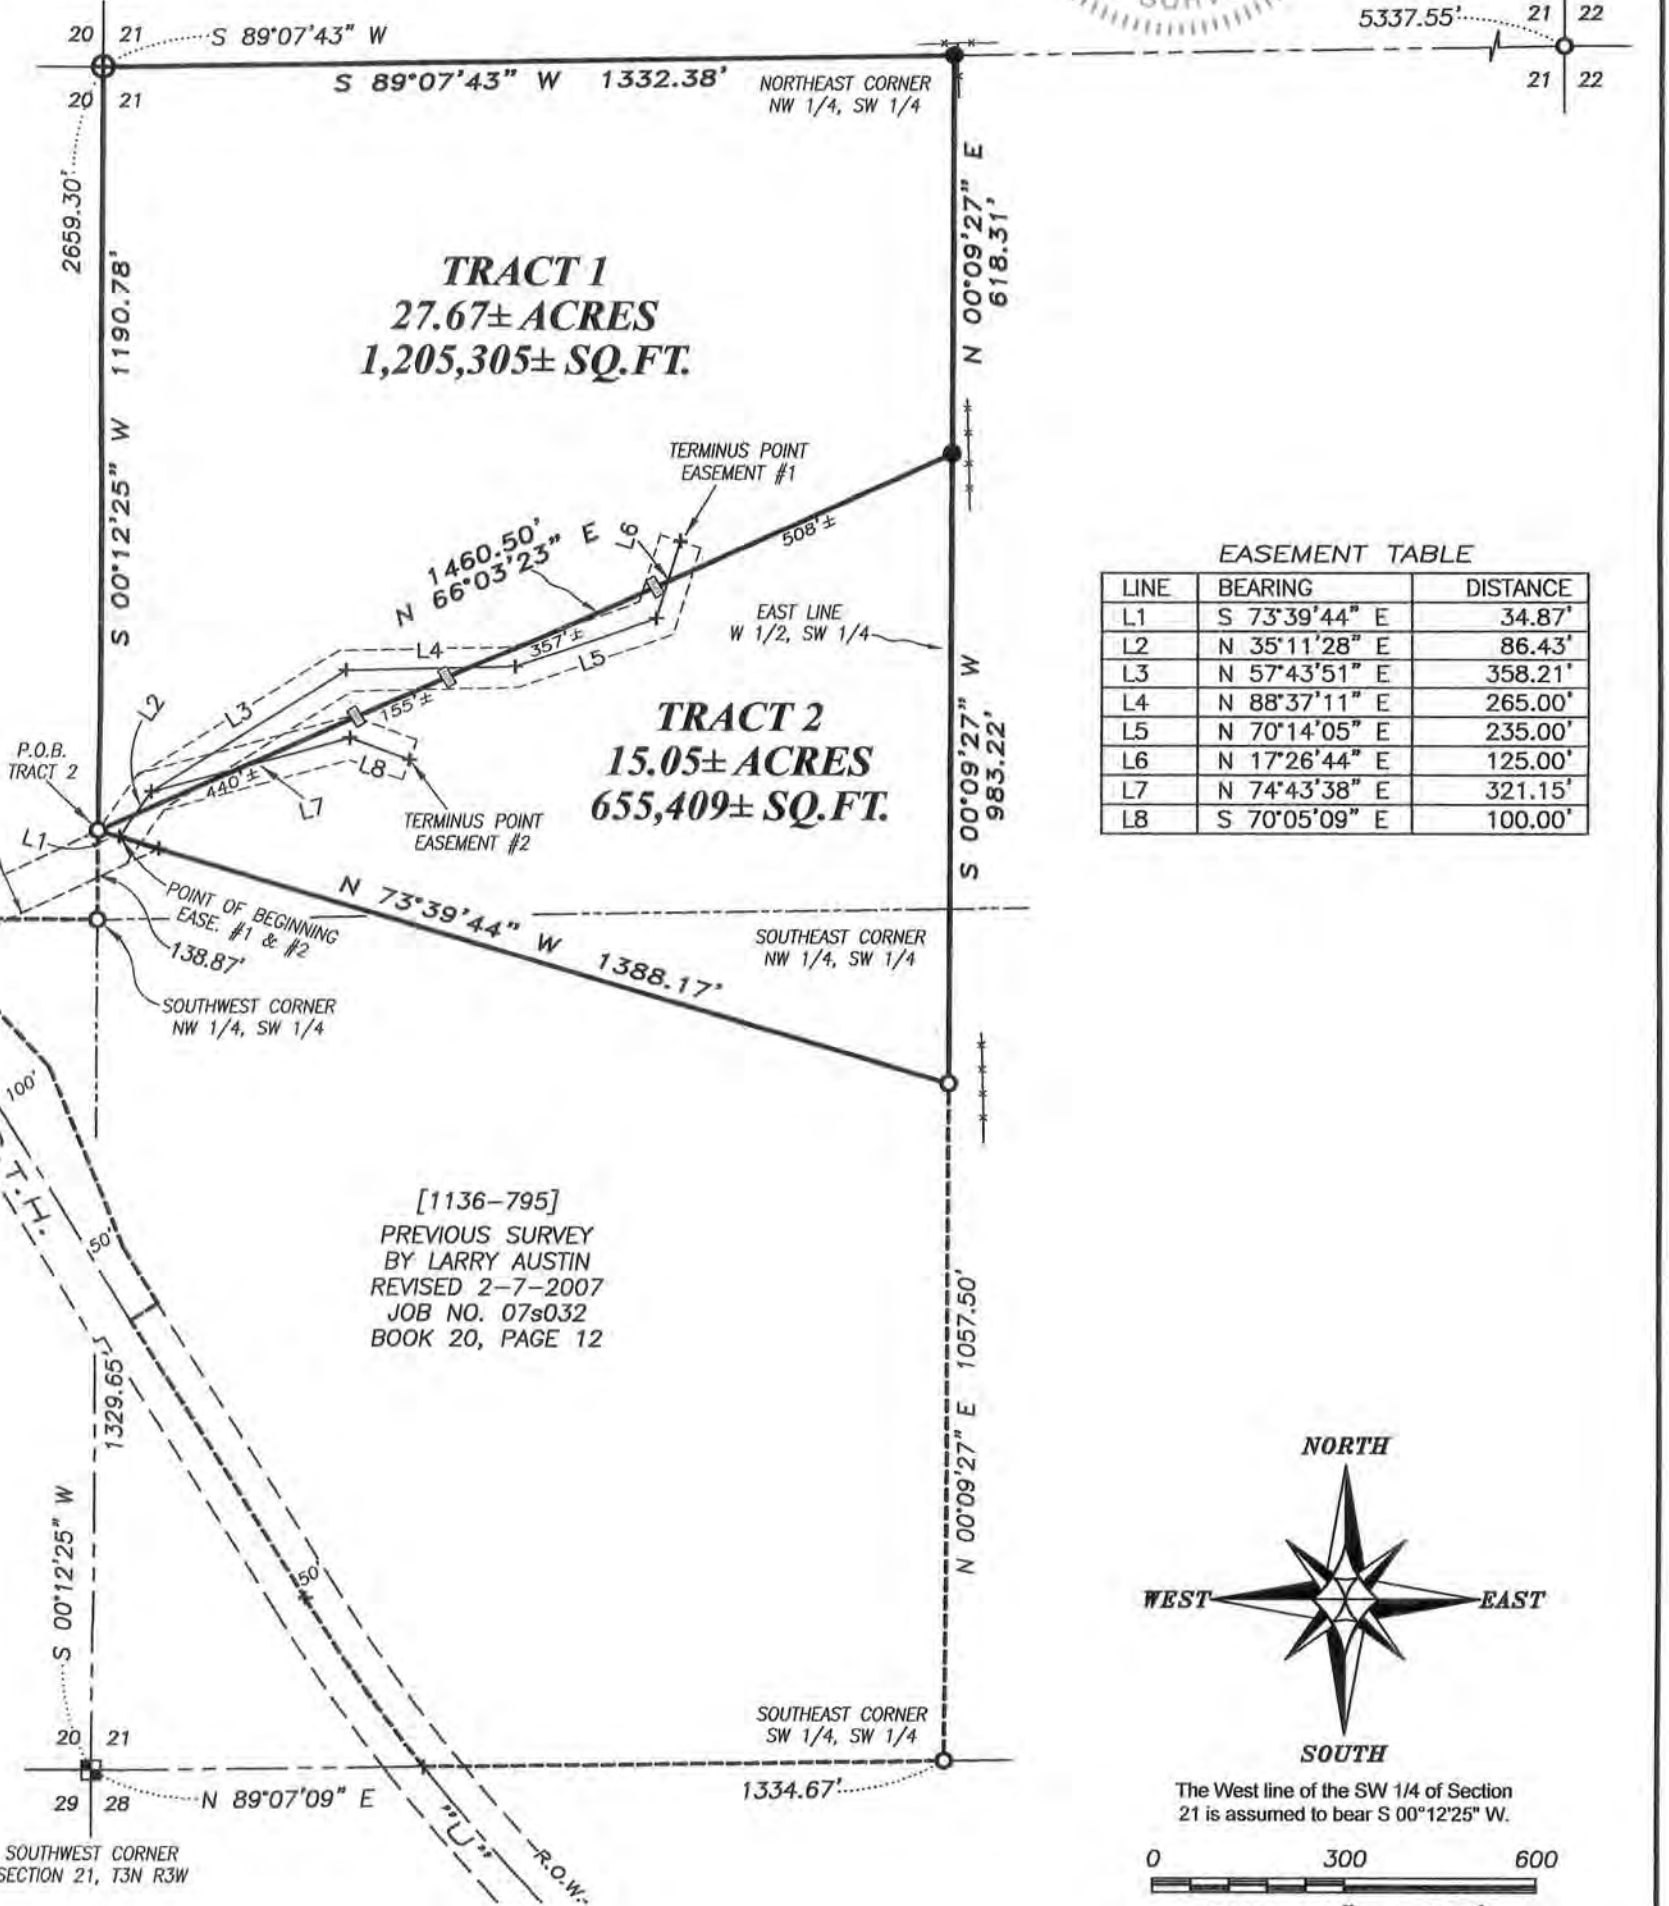 SURV
5337.55'
21 22
21 22
20 21
S 89°07'43" W
20 21
S 89°07'43" W 1332.38'
NORTHEAST CORNER
NW 1/4, SW 1/4
2659.30'
S 00°12'25" W 1190.78'
N 00°09'27" E
618.31'
TRACT 1
27.67± ACRES
1,205,305± SQ.FT.
TERMINUS POINT
EASEMENT #1
1460.50'
N 66°03'23" E
L6
508'±
EAST LINE
W 1/2, SW 1/4
L4
357'±
L5
L3
L2
155'±
TRACT 2
15.05± ACRES
655,409± SQ.FT.
S 00°09'27" W
983.22'
P.O.B.
TRACT 2
440'±
L8
L7
L1
TERMINUS POINT
EASEMENT #2
EASEMENT TABLE
LINE BEARING DISTANCE
L1 S 73°39'44" E 34.87'
L2 N 35°11'28" E 86.43'
L3 N 57°43'51" E 358.21'
L4 N 88°37'11" E 265.00'
L5 N 70°14'05" E 235.00'
L6 N 17°26'44" E 125.00'
L7 N 74°43'38" E 321.15'
L8 S 70°05'09" E 100.00'
POINT OF BEGINNING
EASE. #1 & #2
138.87'
N 73°39'44" W 1388.17'
SOUTHEAST CORNER
NW 1/4, SW 1/4
SOUTHWEST CORNER
NW 1/4, SW 1/4
100'
T.H.
50'
[1136-795]
PREVIOUS SURVEY
BY LARRY AUSTIN
REVISED 2-7-2007
JOB NO. 07s032
BOOK 20, PAGE 12
1329.65'
S 00°12'25" W
N 00°09'27" E 1057.50'
50'
20 21
29 28
N 89°07'09" E
SOUTHEAST CORNER
SW 1/4, SW 1/4
1334.67'
"U"
R.O.W.
SOUTHWEST CORNER
SECTION 21, T3N R3W
NORTH
WEST
EAST
SOUTH
The West line of the SW 1/4 of Section
21 is assumed to bear S 00°12'25" W.
0 300 600